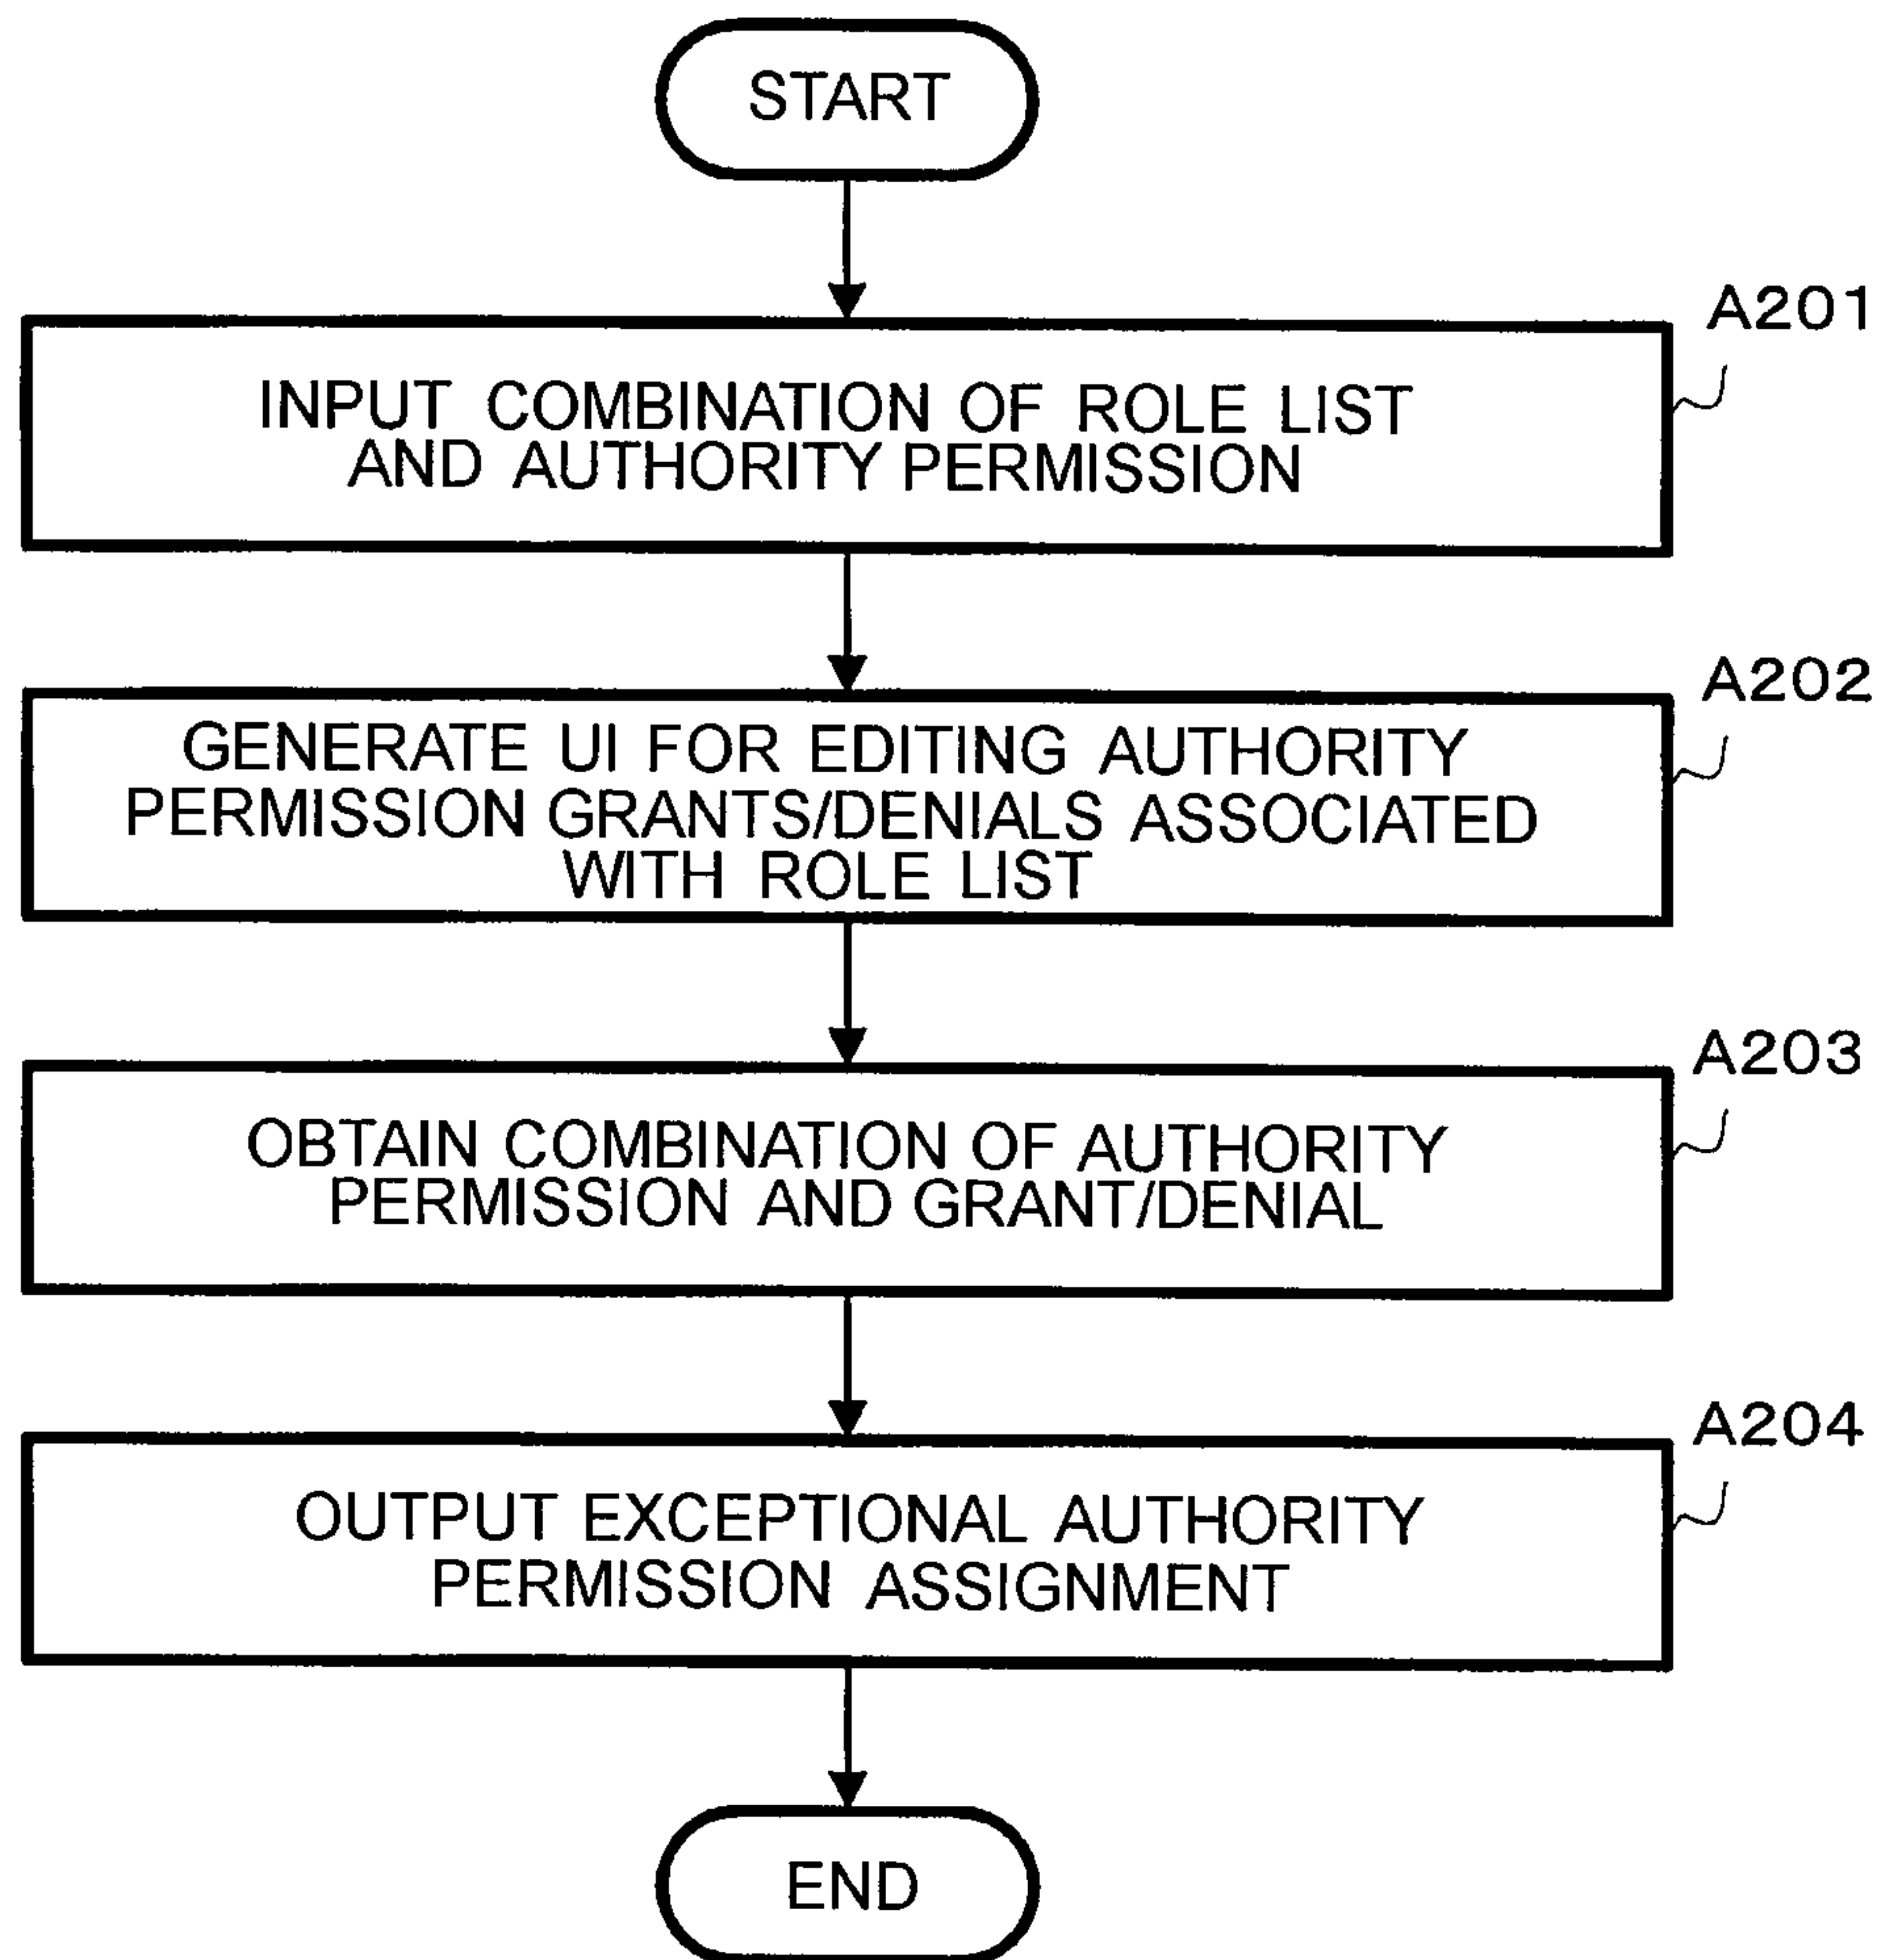 START
A201
INPUT COMBINATION OF ROLE LIST
AND AUTHORITY PERMISSION
A202
GENERATE UI FOR EDITING AUTHORITY
PERMISSION GRANTS/DENIALS ASSOCIATED
WITH ROLE LIST
A203
OBTAIN COMBINATION OF AUTHORITY
PERMISSION AND GRANT/DENIAL
A204
OUTPUT EXCEPTIONAL AUTHORITY
PERMISSION ASSIGNMENT
END